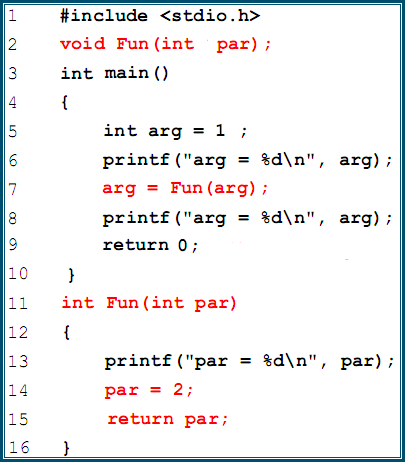 1 #include <stdio.h>
2 void Fun(int par);
3 int main()
4 {
5 int arg = 1 ;
6 printf("arg = %d\n", arg);
7 arg = Fun(arg);
8 printf("arg = %d\n", arg);
9 return 0;
10 }
11 int Fun(int par)
12 {
13 printf("par = %d\n", par);
14 par = 2;
15 return par;
16 }